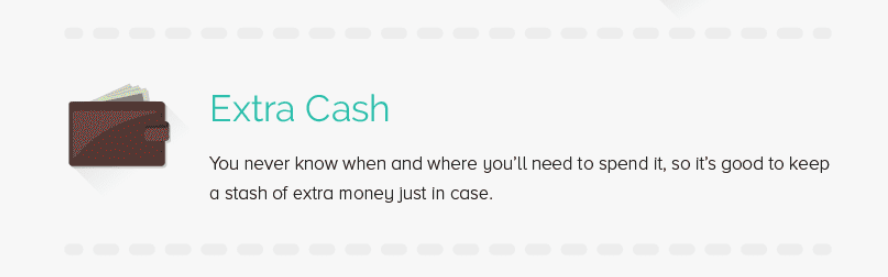 Extra Cash
You never know when and where you'll need to spend it, so it's good to keep
a stash of extra money just in case.